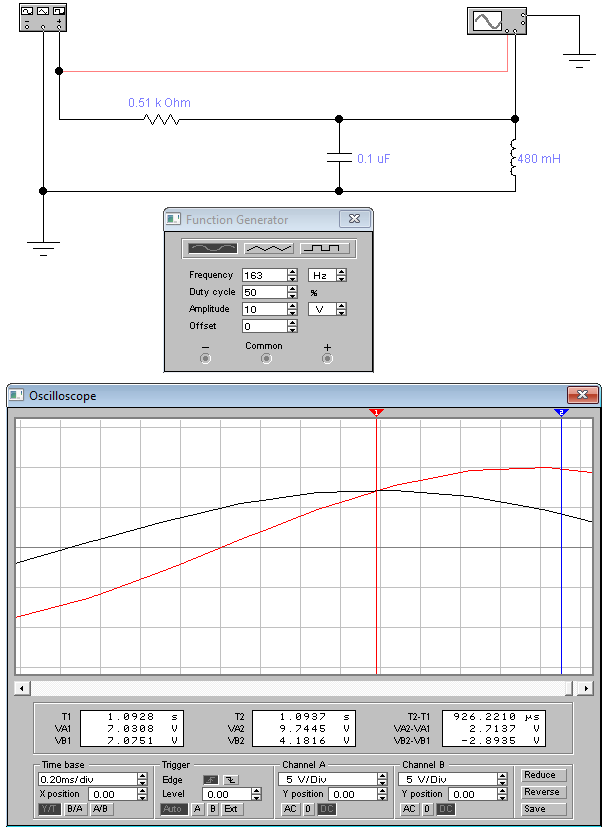 0.51 k Ohm
0.1 uF
480 mH
Function Generator
Frequency 163 Hz
Duty cycle 50 %
Amplitude 10 V
Offset 0
− Common +
Oscilloscope
1 2
T1 1.0928 s T2 1.0937 s T2-T1 926.2210 µs
VA1 7.0308 V VA2 9.7445 V VA2-VA1 2.7137 V
VB1 7.0751 V VB2 4.1816 V VB2-VB1 -2.8935 V
Time base Trigger Channel A Channel B
0.20ms/div Edge 5 V/Div 5 V/Div Reduce
X position 0.00 Level 0.00 Y position 0.00 Y position 0.00 Reverse
Y/T B/A A/B Auto A B Ext AC 0 DC AC 0 DC Save